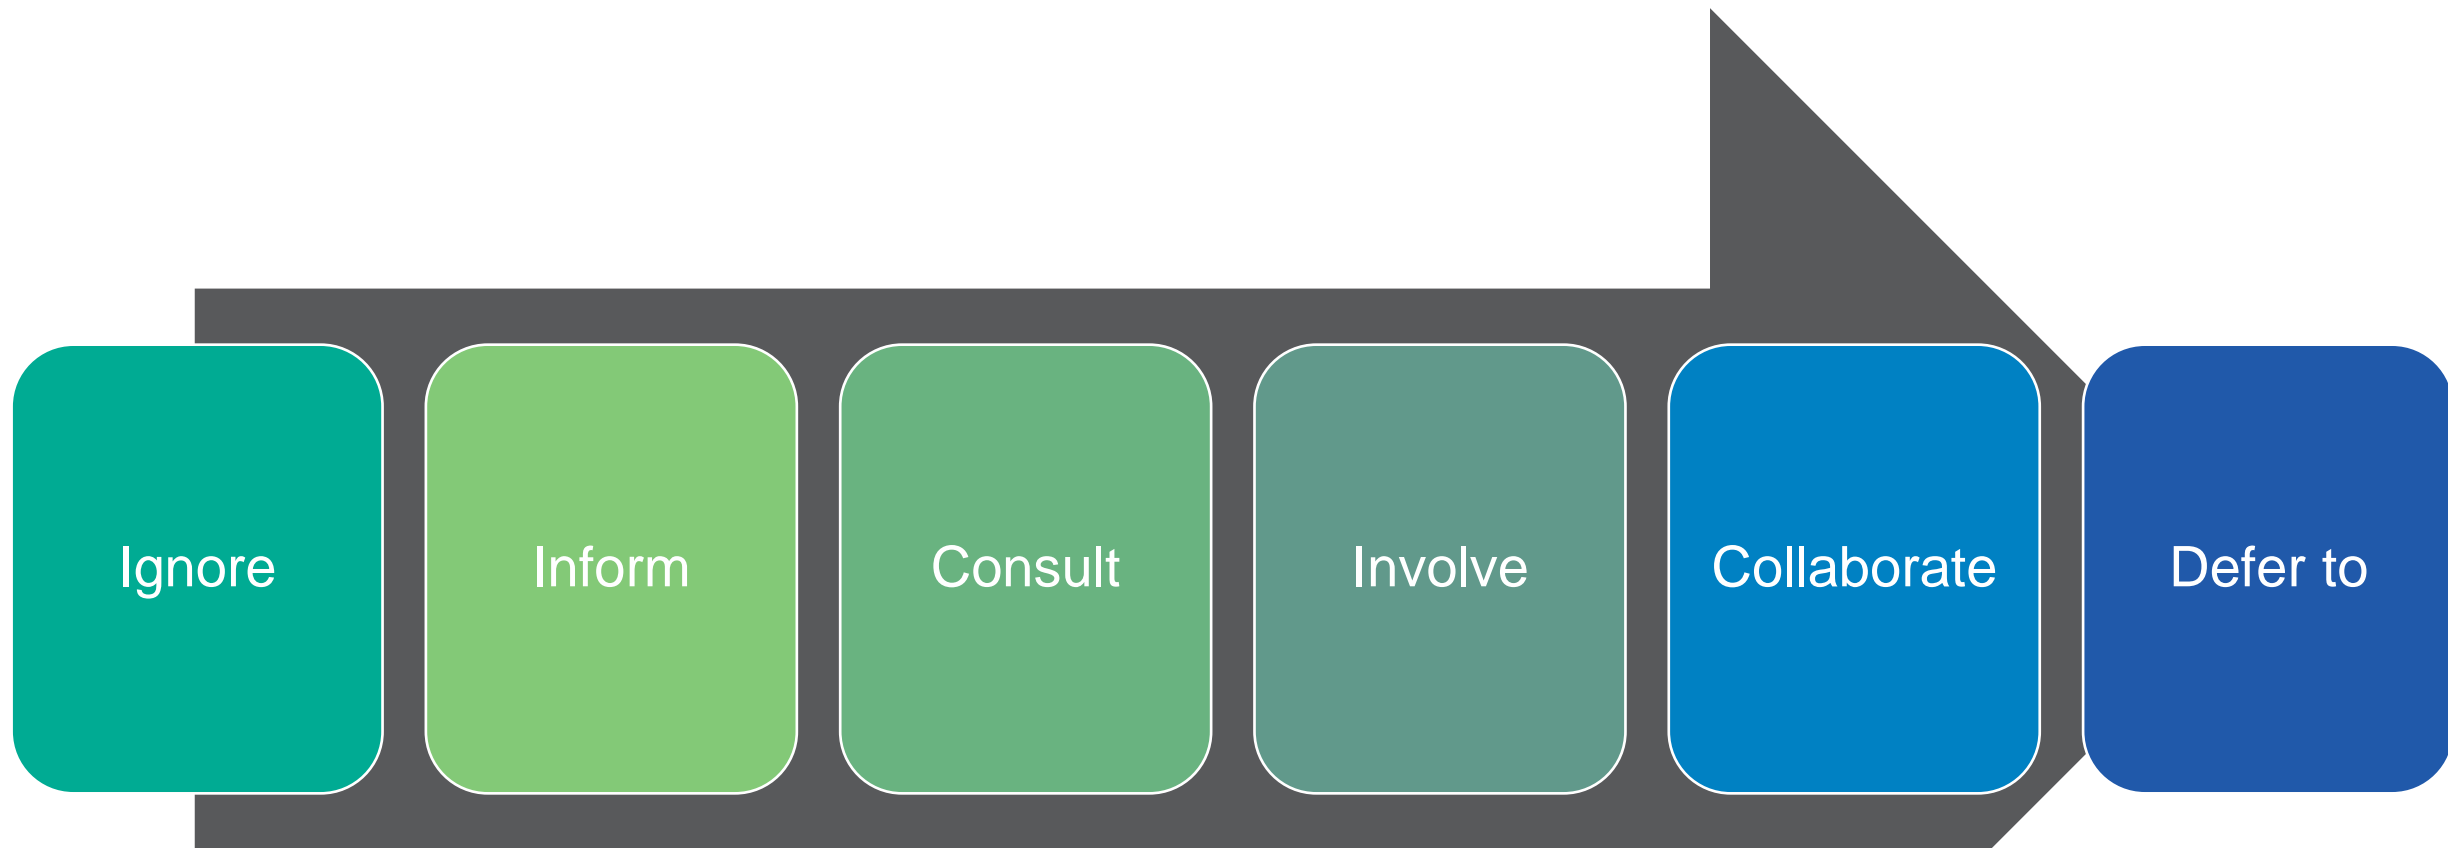 Ignore
Inform
Consult
Involve
Collaborate
Defer to